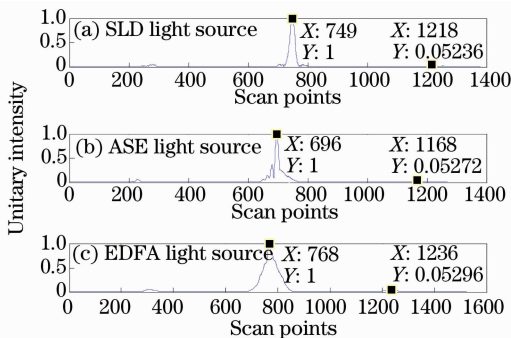 Unitary intensity
(a) SLD light source
1.0
0.5
0
X: 749
Y: 1
X: 1218
Y: 0.05236
0 200 400 600 800 1000 1200 1400
Scan points
(b) ASE light source
1.0
0.5
0
X: 696
Y: 1
X: 1168
Y: 0.05272
0 200 400 600 800 1000 1200 1400
Scan points
(c) EDFA light source
1.0
0.5
0
X: 768
Y: 1
X: 1236
Y: 0.05296
0 200 400 600 800 1000 1200 1400 1600
Scan points